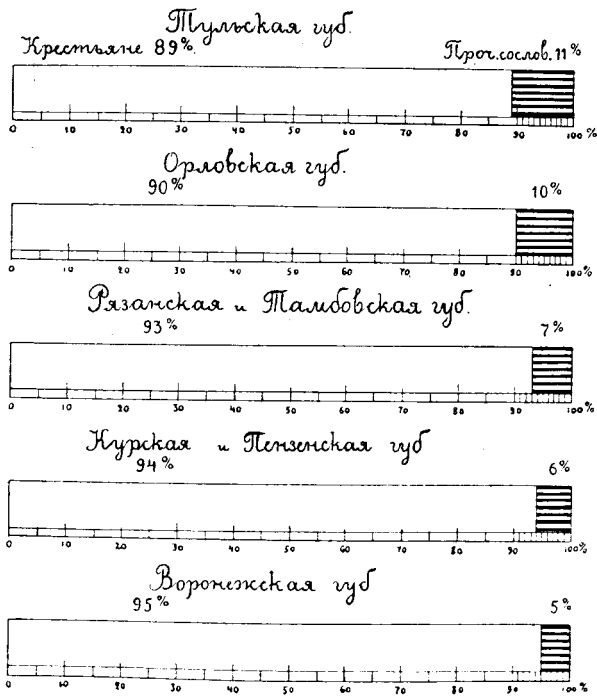 Тульская губ.
Крестьяне 89% Проч. сослов. 11%
0 10 20 30 40 50 60 70 80 90 100%
Орловская губ.
90% 10%
0 10 20 30 40 50 60 70 80 90 100%
Рязанская и Тамбовская губ.
93% 7%
0 10 20 30 40 50 60 70 80 90 100%
Курская и Пензенская губ
94% 6%
0 10 20 30 40 50 60 70 80 90 100%
Воронежская губ
95% 5%
0 10 20 30 40 50 60 70 80 90 100%